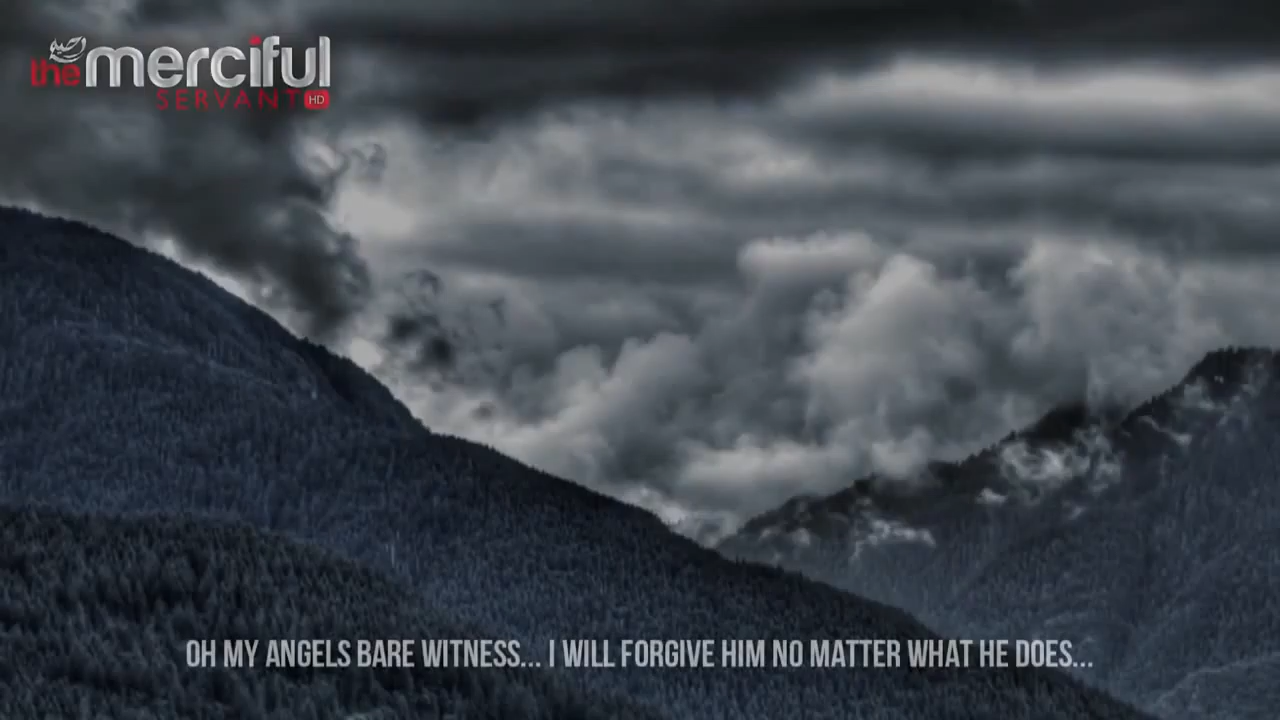 the merciful
SERVANT HD
OH MY ANGELS BARE WITNESS... I WILL FORGIVE HIM NO MATTER WHAT HE DOES...